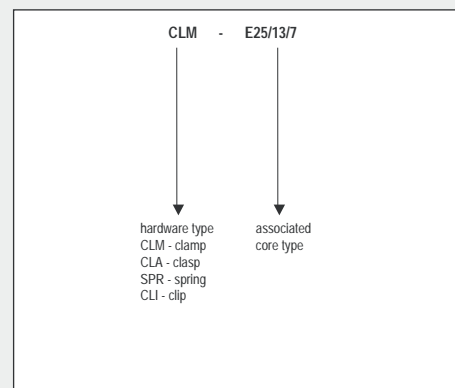 CLM - E25/13/7
hardware type
CLM - clamp
CLA - clasp
SPR - spring
CLI - clip
associated
core type